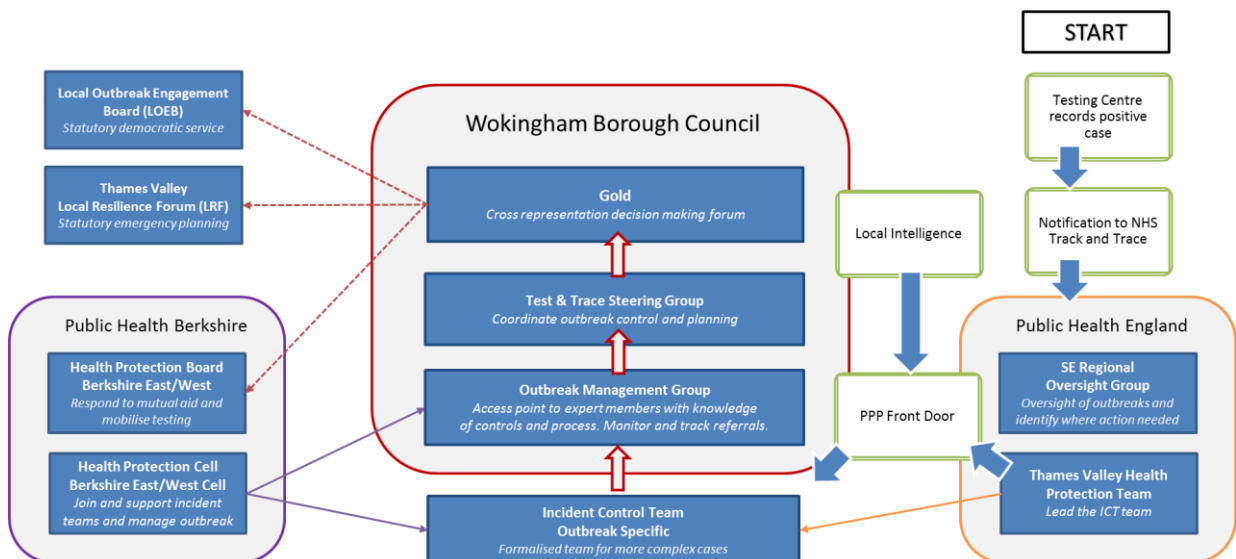 START
Testing Centre
records positive
case
Notification to NHS
Track and Trace
Local Intelligence
PPP Front Door
Local Outbreak Engagement
Board (LOEB)
Statutory democratic service
Thames Valley
Local Resilience Forum (LRF)
Statutory emergency planning
Wokingham Borough Council
Gold
Cross representation decision making forum
Test & Trace Steering Group
Coordinate outbreak control and planning
Outbreak Management Group
Access point to expert members with knowledge
of controls and process. Monitor and track referrals.
Incident Control Team
Outbreak Specific
Formalised team for more complex cases
Public Health Berkshire
Health Protection Board
Berkshire East/West
Respond to mutual aid and
mobilise testing
Health Protection Cell
Berkshire East/West Cell
Join and support incident
teams and manage outbreak
Public Health England
SE Regional
Oversight Group
Oversight of outbreaks and
identify where action needed
Thames Valley Health
Protection Team
Lead the ICT team